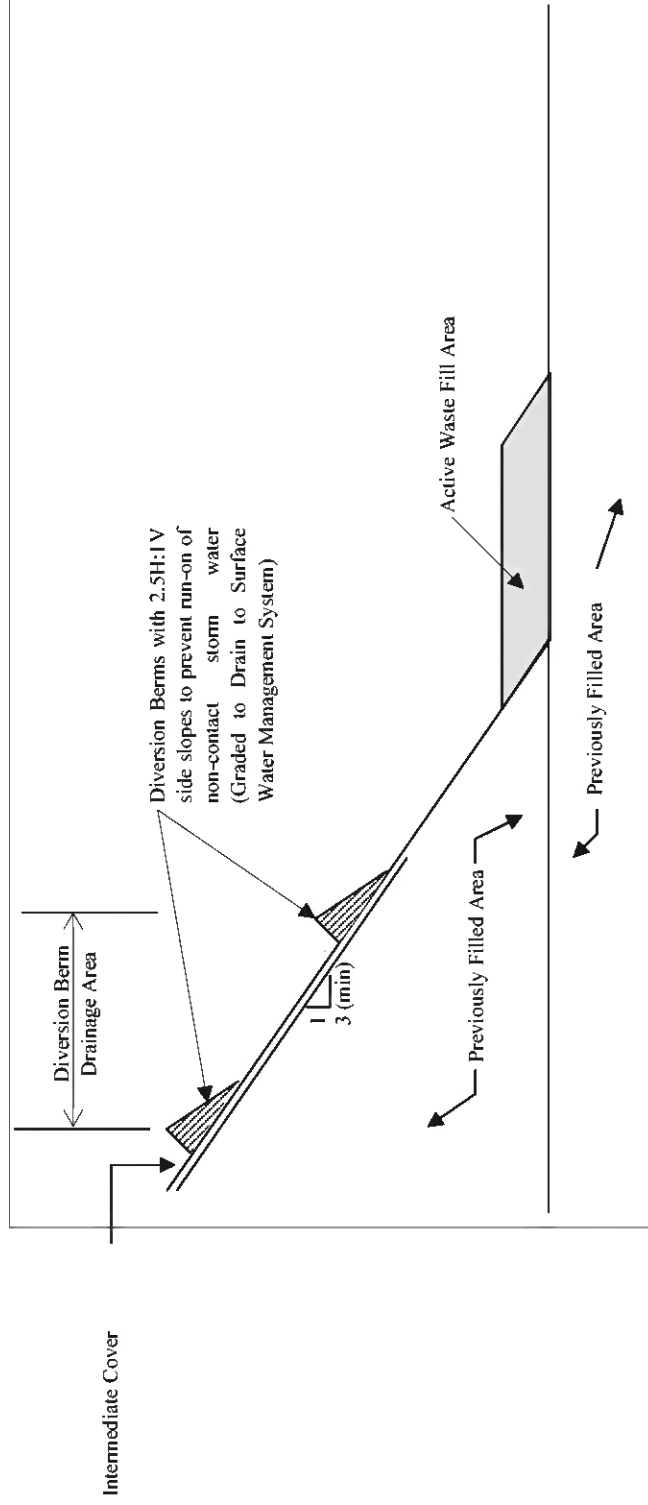 Intermediate Cover
Diversion Berm
Drainage Area
Diversion Berms with 2.5H:1V
side slopes to prevent run-on of
non-contact storm water
(Graded to Drain to Surface
Water Management System)
1
3 (min)
Active Waste Fill Area
Previously Filled Area
Previously Filled Area